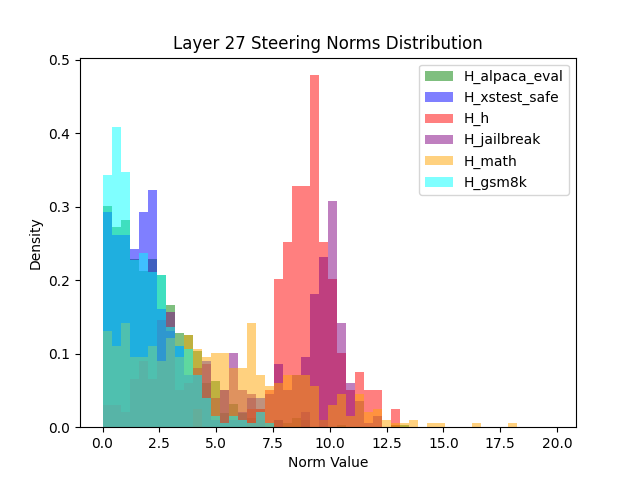 Layer 27 Steering Norms Distribution
Density
0.5
0.4
0.3
0.2
0.1
0.0
H_alpaca_eval
H_xstest_safe
H_h
H_jailbreak
H_math
H_gsm8k
0.0 2.5 5.0 7.5 10.0 12.5 15.0 17.5 20.0
Norm Value